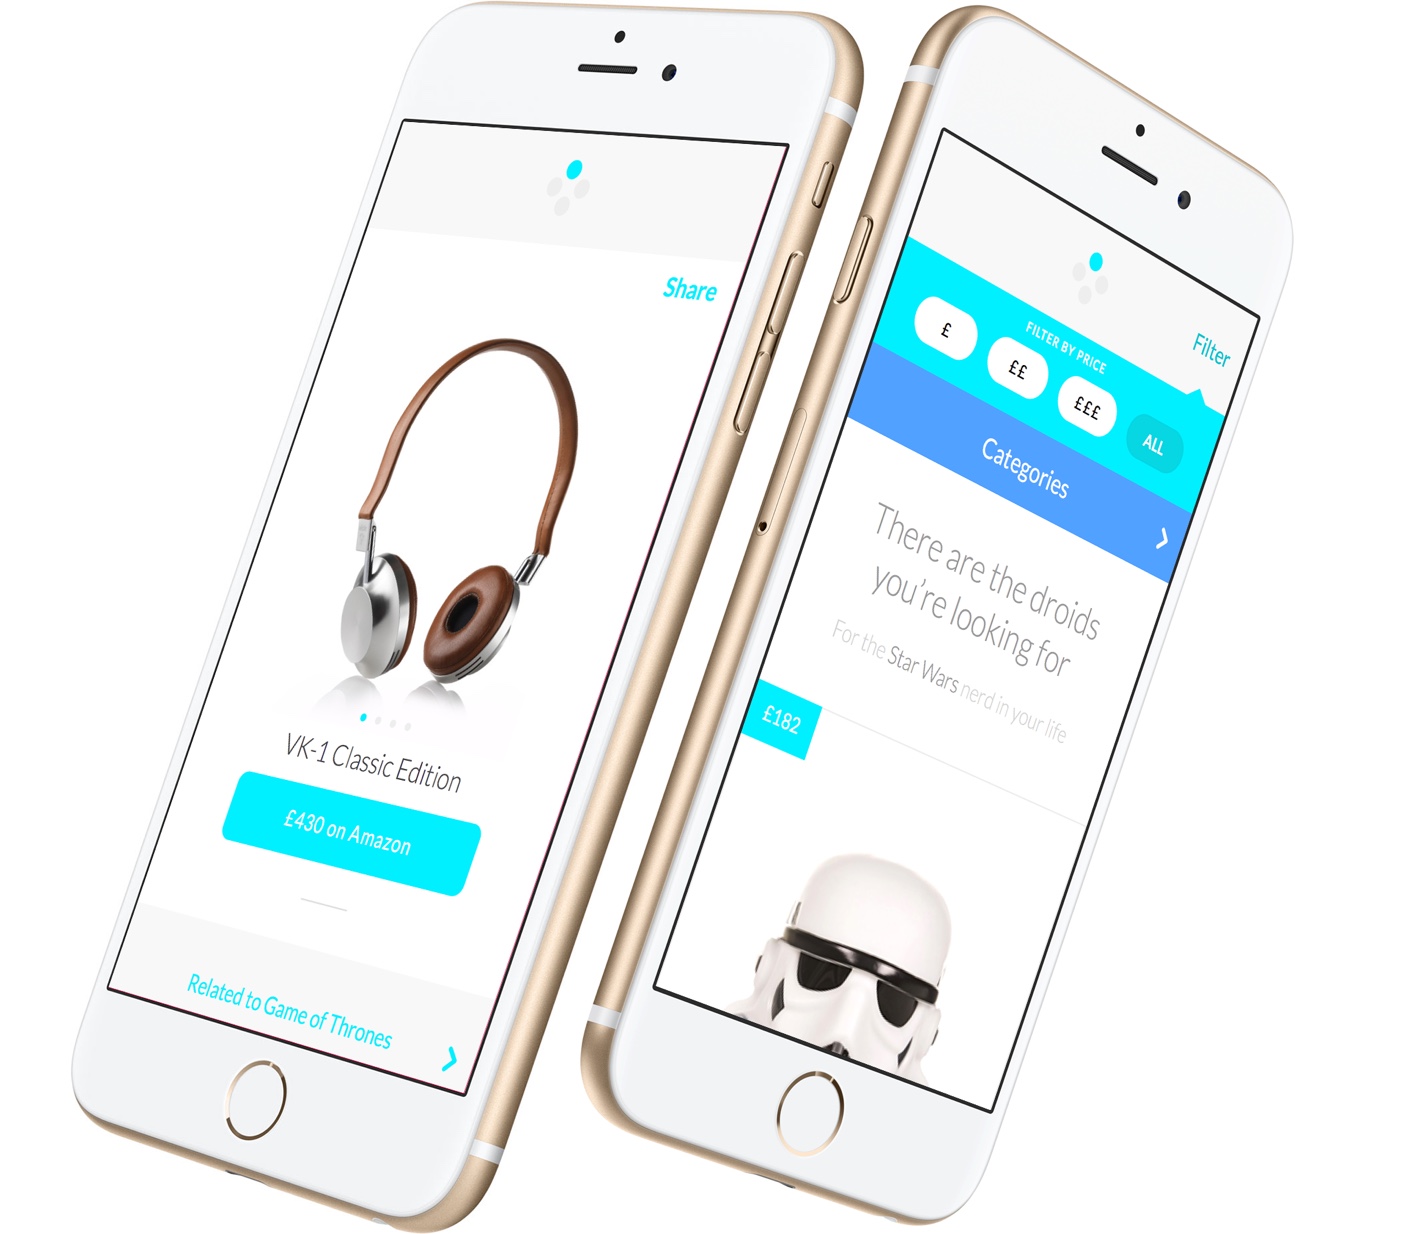 Share
VK-1 Classic Edition
£430 on Amazon
Related to Game of Thrones
Filter
FILTER BY PRICE
£
££
£££
ALL
Categories
There are the droids
you're looking for
For the Star Wars nerd in your life
£182